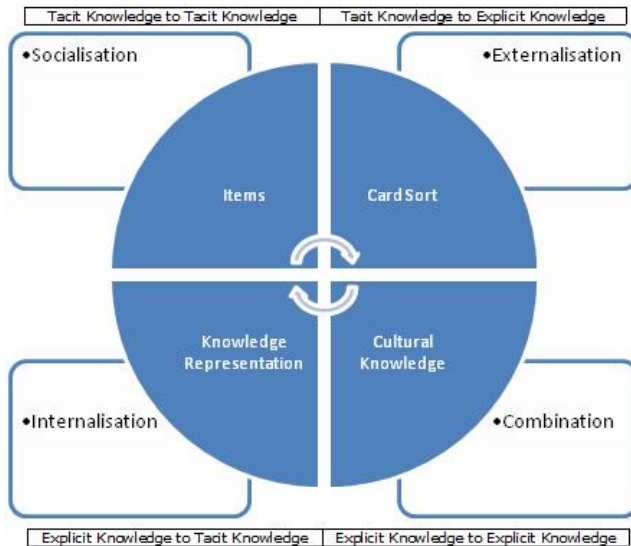 Tacit Knowledge to Tacit Knowledge
Tacit Knowledge to Explicit Knowledge
•Socialisation
•Externalisation
Items
Card Sort
Knowledge
Representation
Cultural
Knowledge
•Internalisation
•Combination
Explicit Knowledge to Tacit Knowledge
Explicit Knowledge to Explicit Knowledge